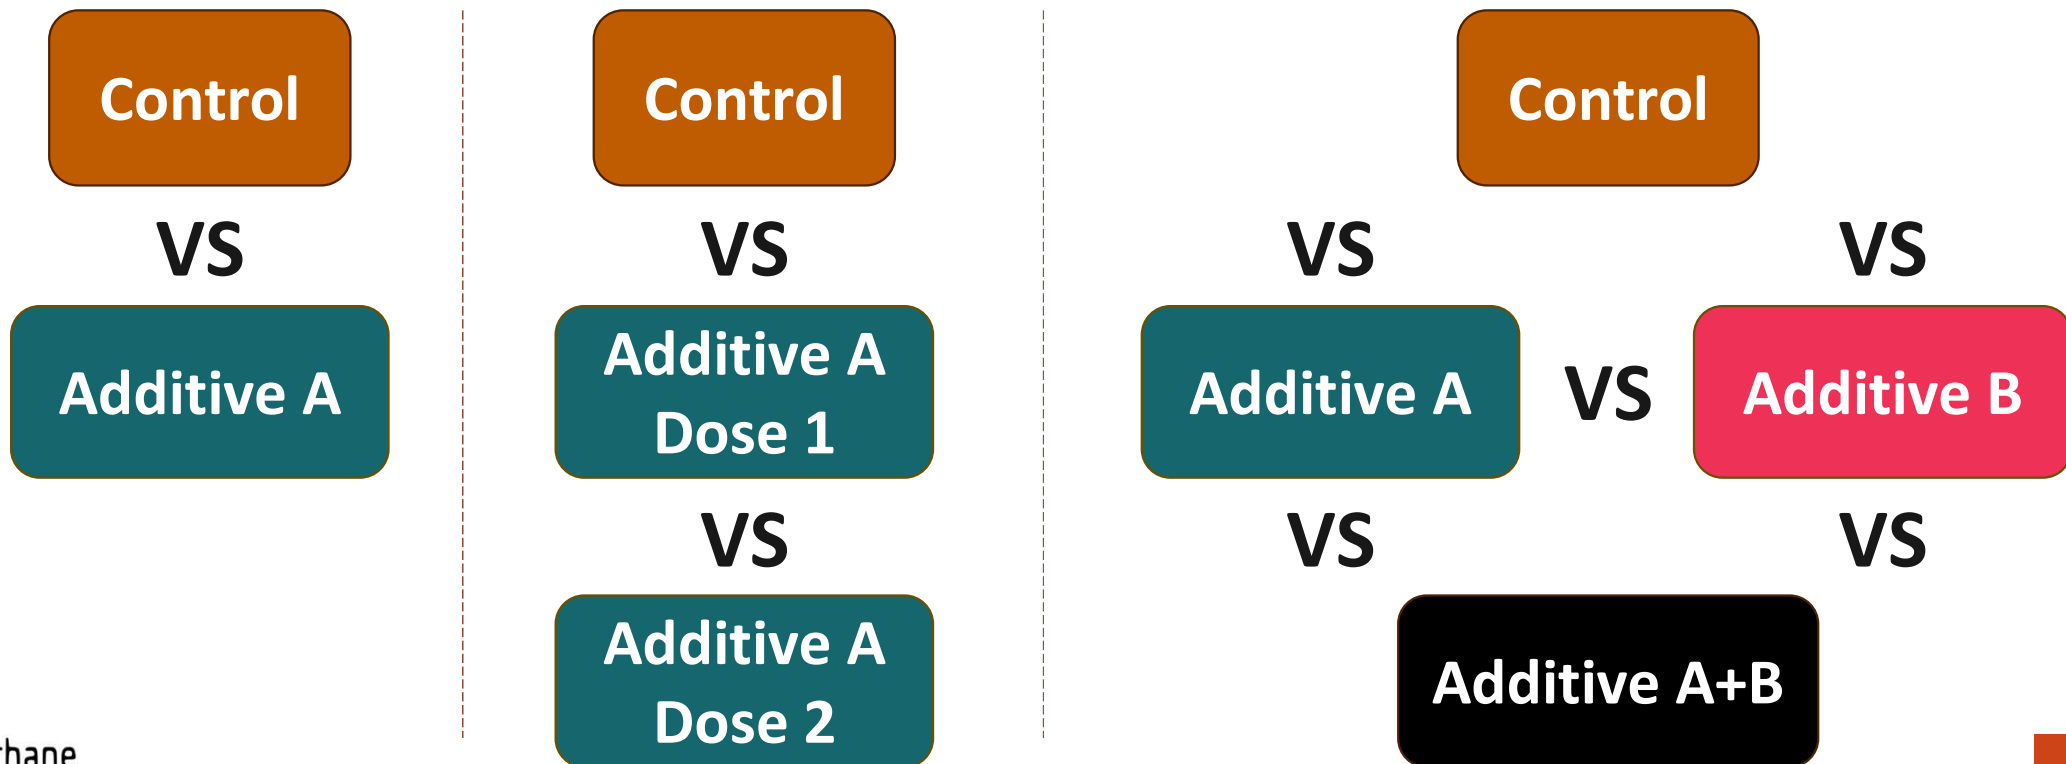 Control
VS
Additive A
Control
VS
Additive A
Dose 1
VS
Additive A
Dose 2
Control
VS VS
Additive A VS Additive B
VS VS
Additive A+B